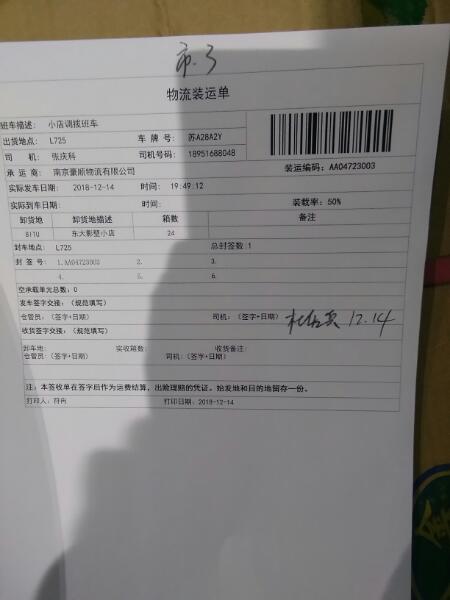 市.3
物流装运单
班车描述: 小店调拨班车
出货地点: L725 车 牌 号: 苏A28A2Y
司 机: 张庆科 司机号码: 18951688048
承 运 商: 南京豪顺物流有限公司 装运编码: AA04723003
实际发车日期: 2018-12-14 时间: 19:49:12
实际到车日期: 时间: 装载率: 50%
卸货地 卸货地描述 箱数 备注
BITU 东大影壁小店 24
封车地点: L725 总封签数:1
封 签 号: 1.AA04723003 2. 3.
4. 5. 6.
空承载单元总数: 0
发车签字交接: (规范填写)
仓管员: (签字+日期) 司机: (签字+日期) 12.14
收货签字交接: (规范填写)
卸车地: 实收箱数: 收货备注:
仓管员: (签字+日期) 司机: (签字+日期)
注: 本签收单在签字后作为运费结算, 出险理赔的凭证。始发地和目的地留存一份。
打印人: 符冉 打印日期: 2018-12-14